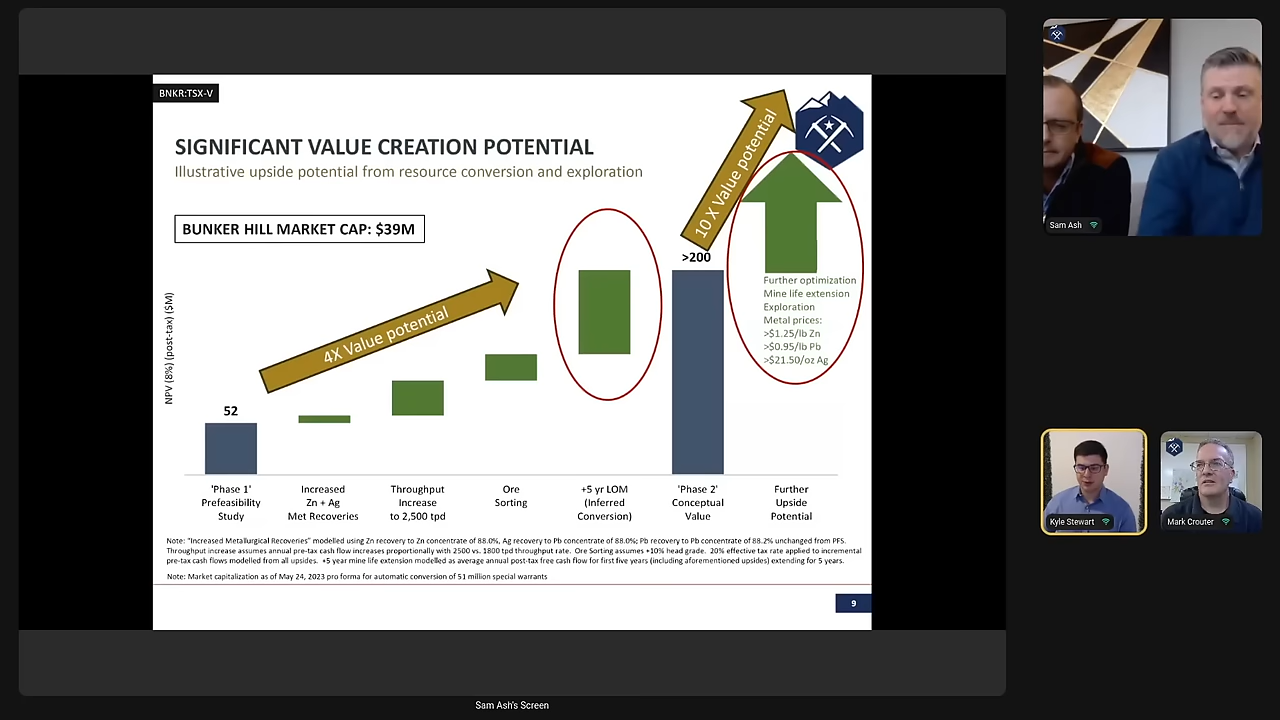 BNKR:TSX-V
SIGNIFICANT VALUE CREATION POTENTIAL
Illustrative upside potential from resource conversion and exploration
BUNKER HILL MARKET CAP: $39M
NPV (8%) (post-tax) ($M)
4X Value potential
10 X Value potential
52
>200
Further optimization
Mine life extension
Exploration
Metal prices:
>$1.25/lb Zn
>$0.95/lb Pb
>$21.50/oz Ag
'Phase 1'
Prefeasibility
Study
Increased
Zn + Ag
Met Recoveries
Throughput
Increase
to 2,500 tpd
Ore
Sorting
+5 yr LOM
(Inferred
Conversion)
'Phase 2'
Conceptual
Value
Further
Upside
Potential
Note: "Increased Metallurgical Recoveries" modelled using Zn recovery to Zn concentrate of 88.0%, Ag recovery to Pb concentrate of 88.0%; Pb recovery to Pb concentrate of 88.2% unchanged from PFS.
Throughput increase assumes annual pre-tax cash flow increases proportionally with 2500 vs. 1800 tpd throughput rate. Ore Sorting assumes +10% head grade. 20% effective tax rate applied to incremental
pre-tax cash flows modelled from all upsides. +5 year mine life extension modelled as average annual post-tax free cash flow for first five years (including aforementioned upsides) extending for 5 years.
Note: Market capitalization as of May 24, 2023 pro forma for automatic conversion of 51 million special warrants
9
Sam Ash's Screen
Sam Ash
Kyle Stewart
Mark Crouter